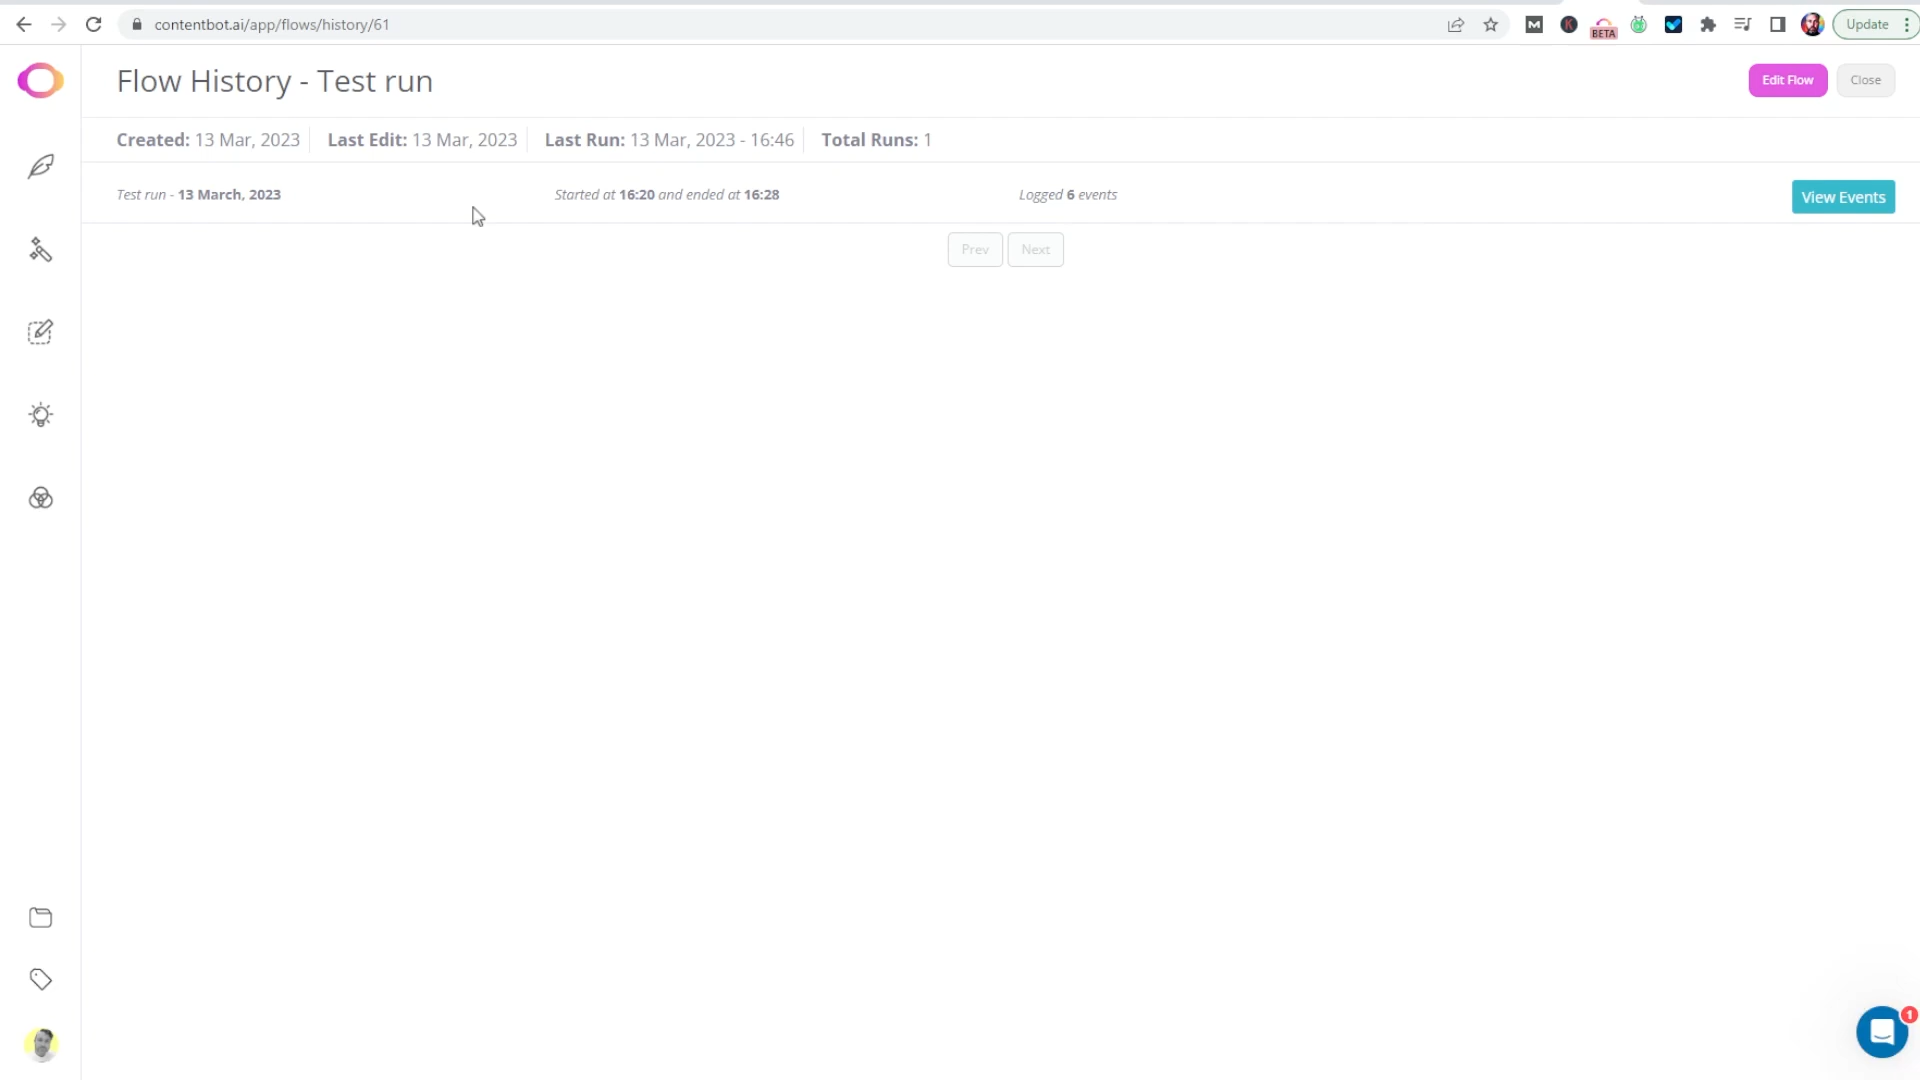 contentbot.ai/app/flows/history/61
BETA
Update
Flow History - Test run
Edit Flow
Close
Created: 13 Mar, 2023
Last Edit: 13 Mar, 2023
Last Run: 13 Mar, 2023 - 16:46
Total Runs: 1
Test run - 13 March, 2023
Started at 16:20 and ended at 16:28
Logged 6 events
View Events
Prev
Next
1